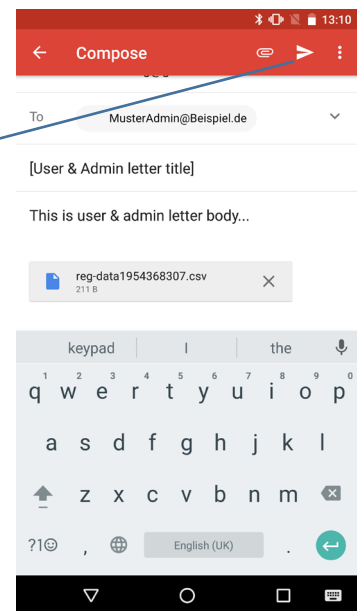 13:10
Compose
To MusterAdmin@Beispiel.de
[User & Admin letter title]
This is user & admin letter body...
reg-data1954368307.csv
211 B
keypad I the
1 2 3 4 5 6 7 8 9 0
q w e r t y u i o p
a s d f g h j k l
z x c v b n m
?1☺ , English (UK) .